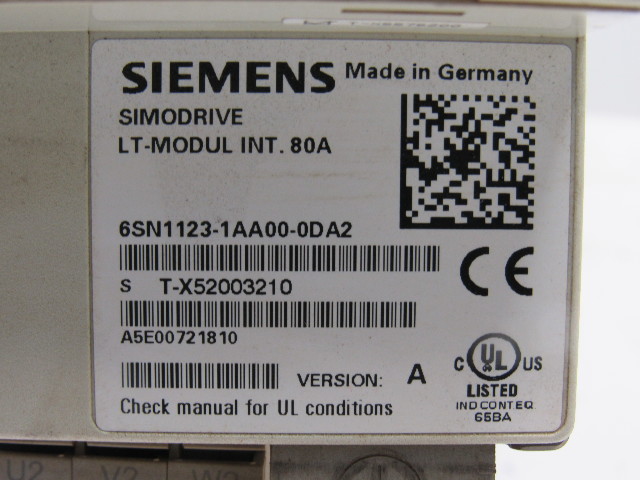 SIEMENS Made in Germany
SIMODRIVE
LT-MODUL INT. 80A
6SN1123-1AA00-0DA2
CE
S T-X52003210
A5E00721810
C UL US
LISTED
IND CONT EQ
65BA
VERSION: A
Check manual for UL conditions
U2 V2 W2